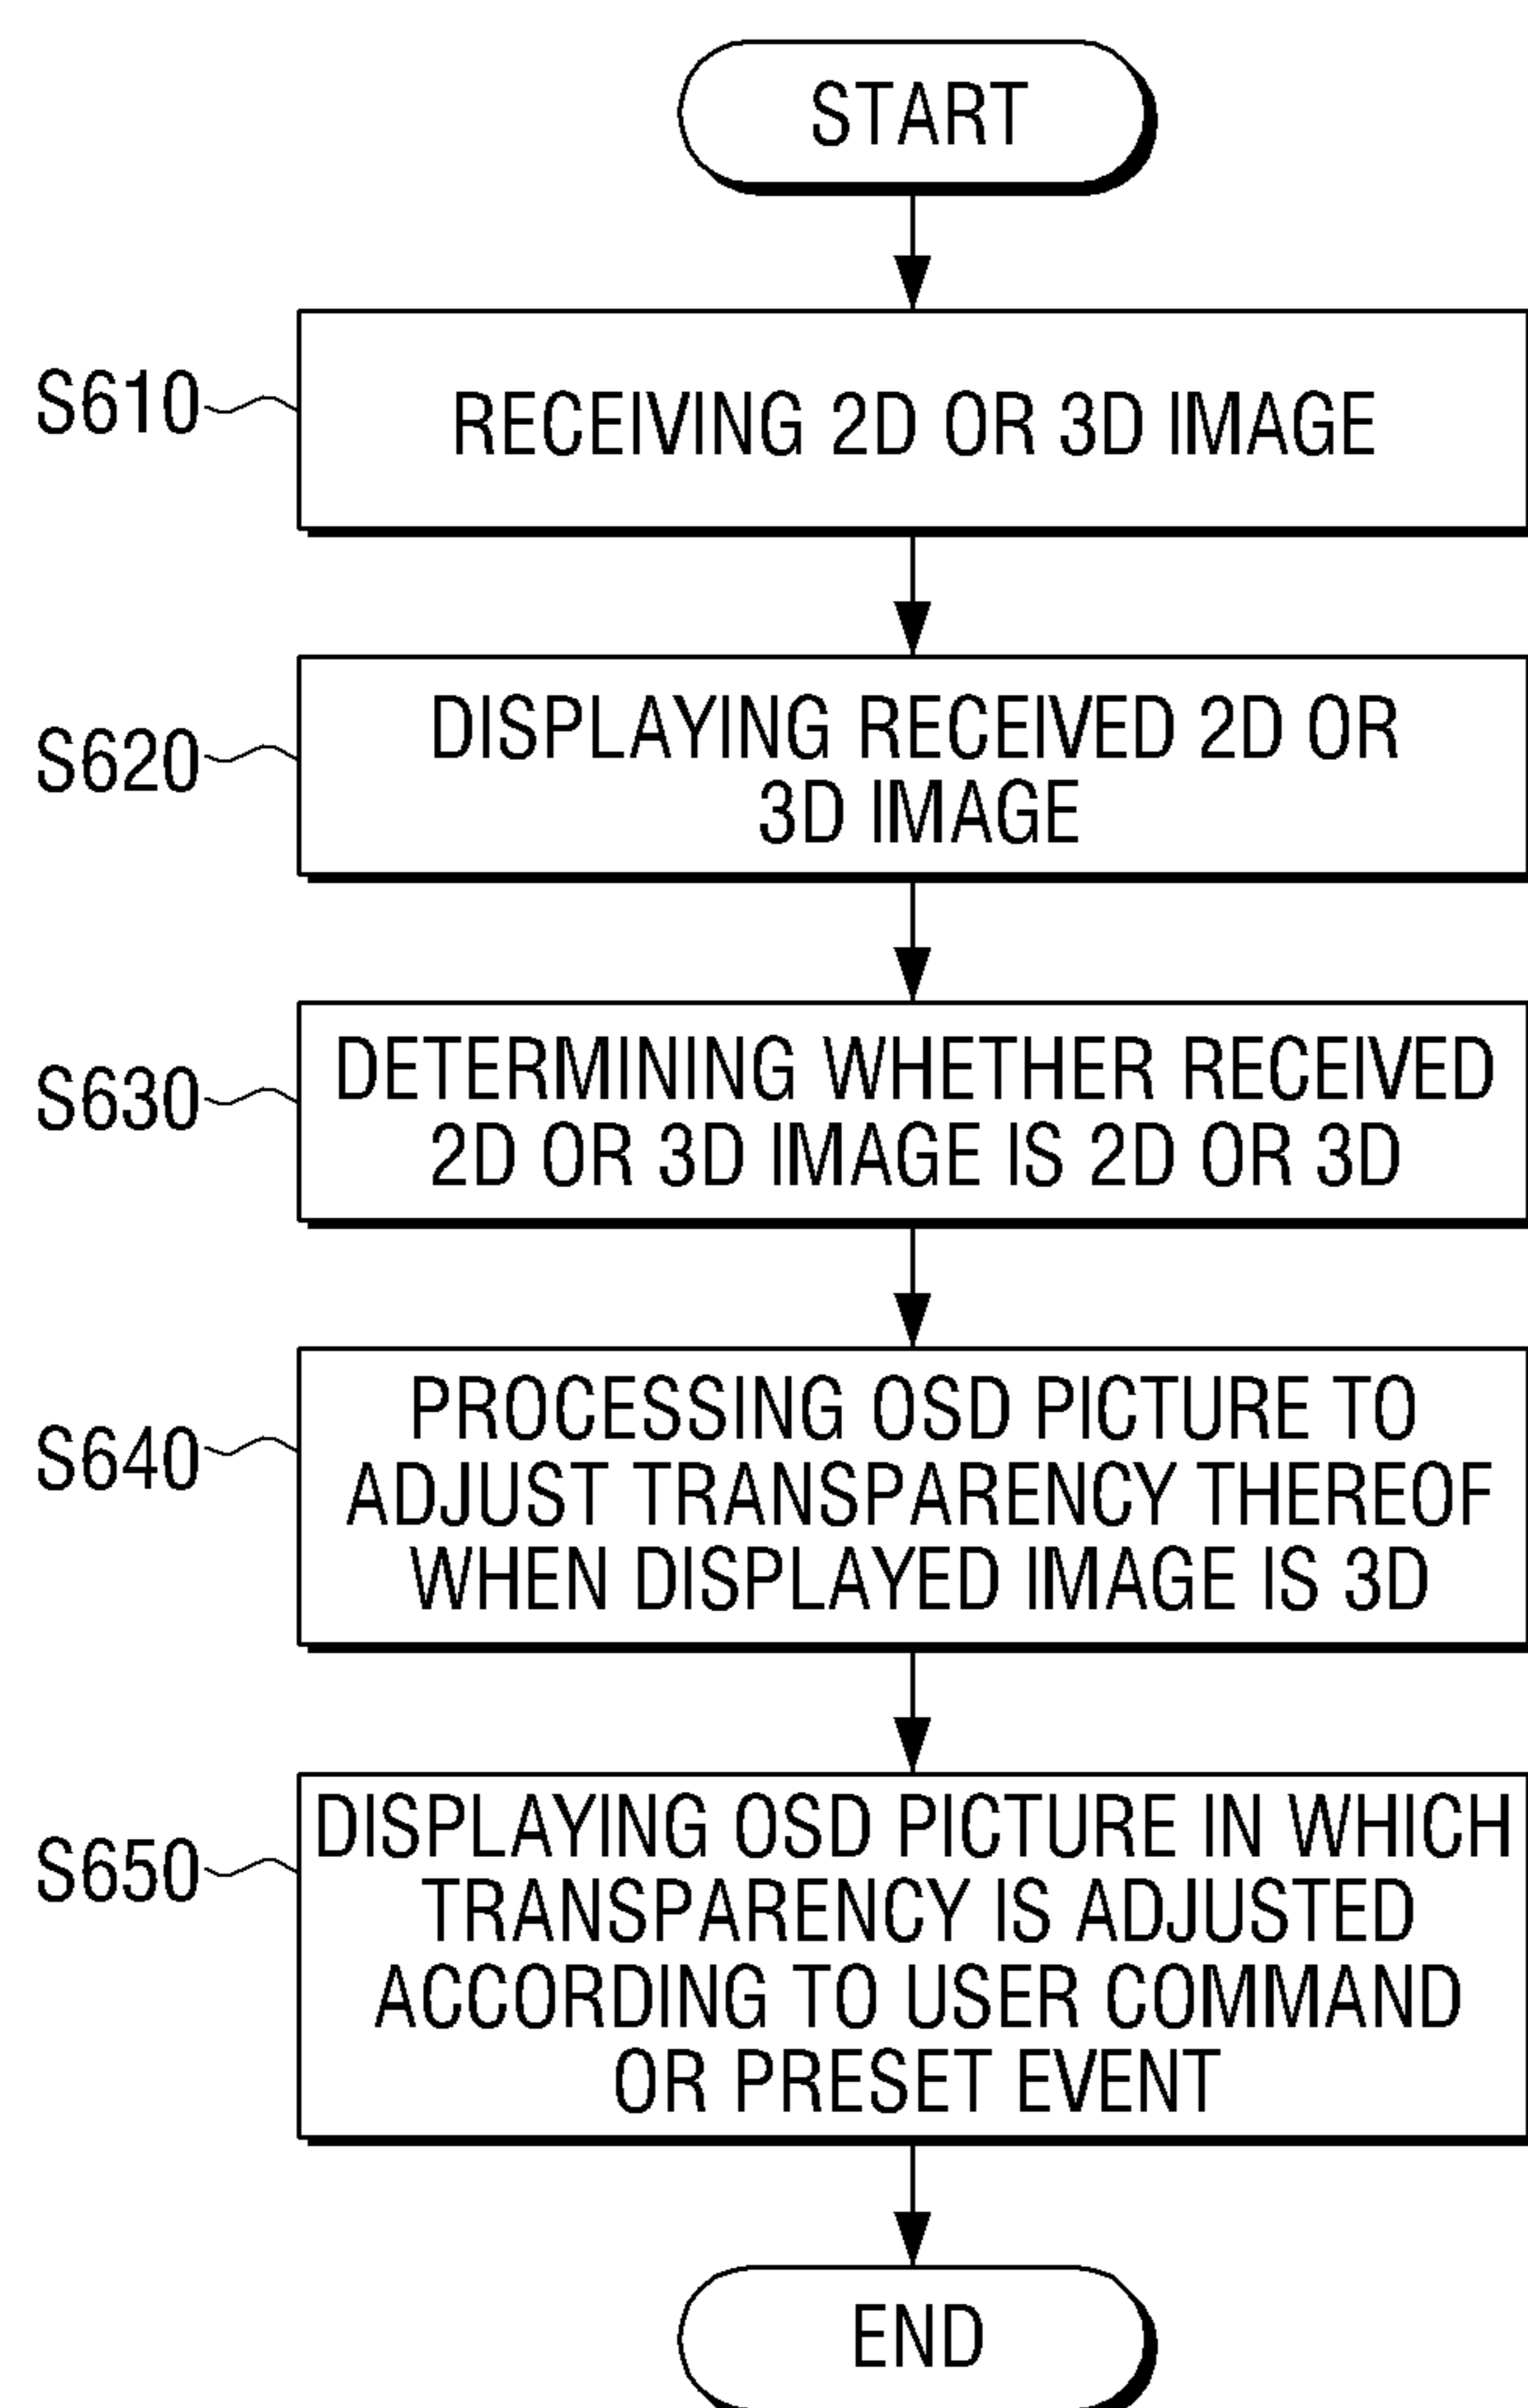 START
S610
RECEIVING 2D OR 3D IMAGE
S620
DISPLAYING RECEIVED 2D OR
3D IMAGE
S630
DETERMINING WHETHER RECEIVED
2D OR 3D IMAGE IS 2D OR 3D
S640
PROCESSING OSD PICTURE TO
ADJUST TRANSPARENCY THEREOF
WHEN DISPLAYED IMAGE IS 3D
S650
DISPLAYING OSD PICTURE IN WHICH
TRANSPARENCY IS ADJUSTED
ACCORDING TO USER COMMAND
OR PRESET EVENT
END